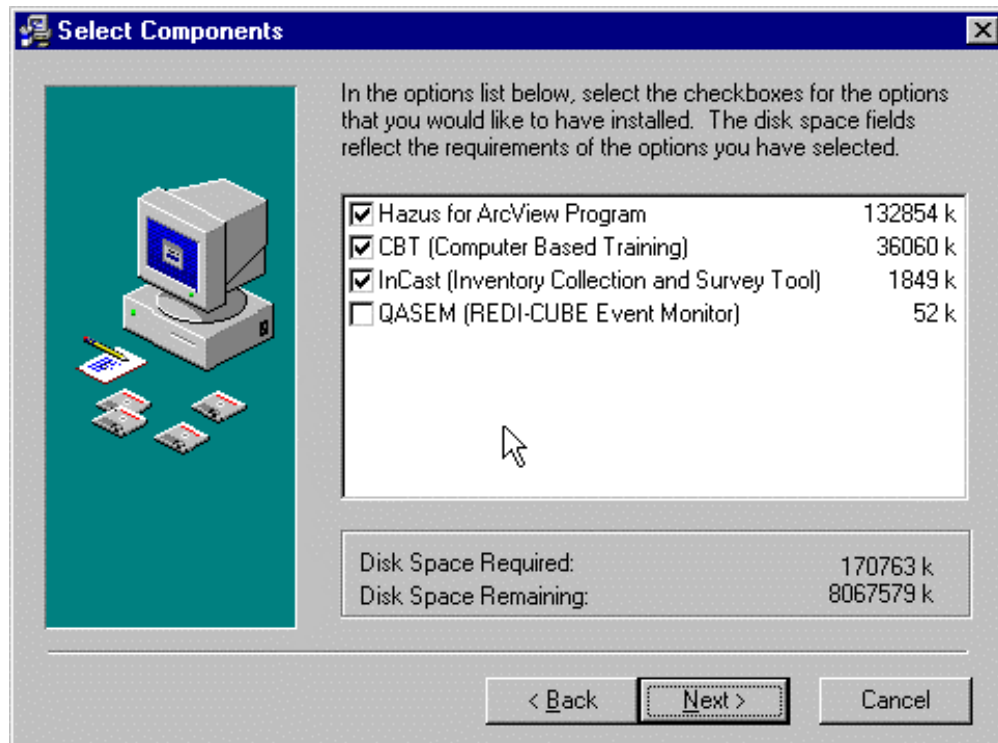 Select Components
In the options list below, select the checkboxes for the options
that you would like to have installed. The disk space fields
reflect the requirements of the options you have selected.
Hazus for ArcView Program 132854 k
CBT (Computer Based Training) 36060 k
InCast (Inventory Collection and Survey Tool) 1849 k
QASEM (REDI-CUBE Event Monitor) 52 k
Disk Space Required: 170763 k
Disk Space Remaining: 8067579 k
< Back Next > Cancel